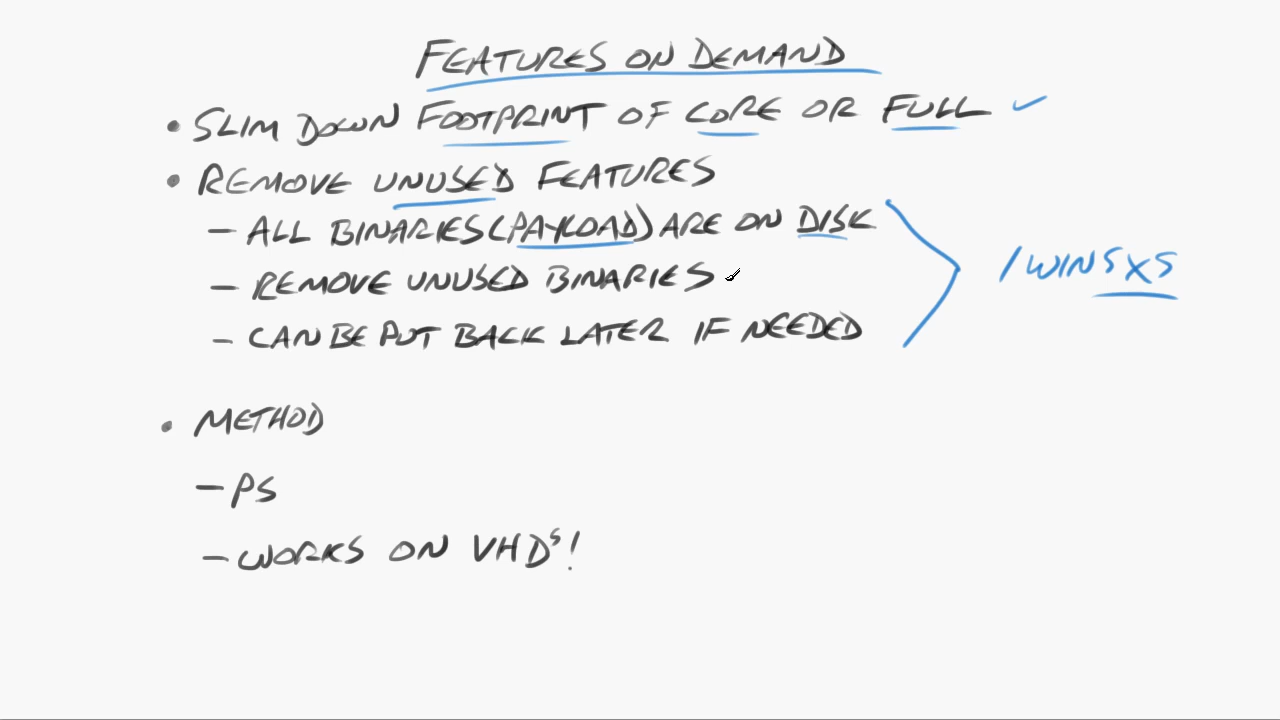 FEATURES ON DEMAND
• SLIM DOWN FOOTPRINT OF CORE OR FULL ✓
• REMOVE UNUSED FEATURES
– ALL BINARIES (PAYLOAD) ARE ON DISK
– REMOVE UNUSED BINARIES
– CAN BE PUT BACK LATER IF NEEDED
/WINSXS
• METHOD
– PS
– WORKS ON VHDs!